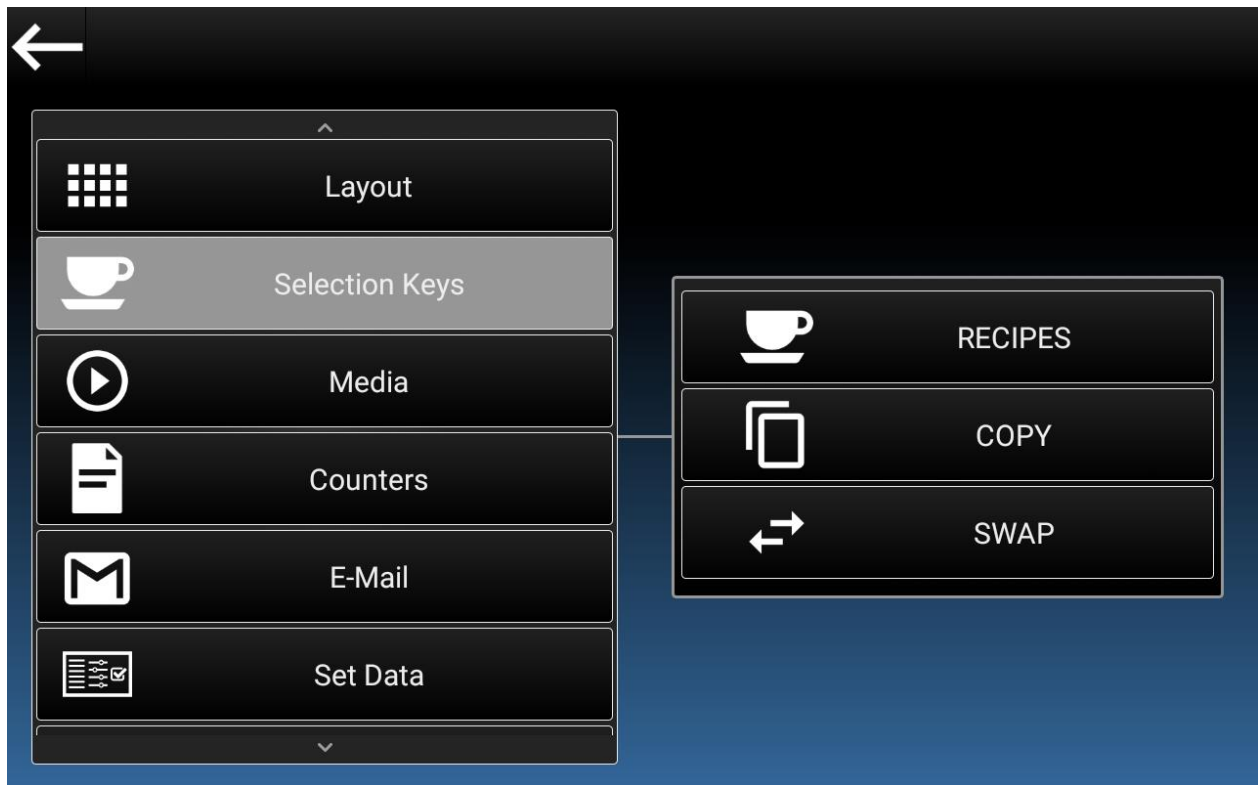 Layout
Selection Keys
Media
Counters
E-Mail
Set Data
RECIPES
COPY
SWAP